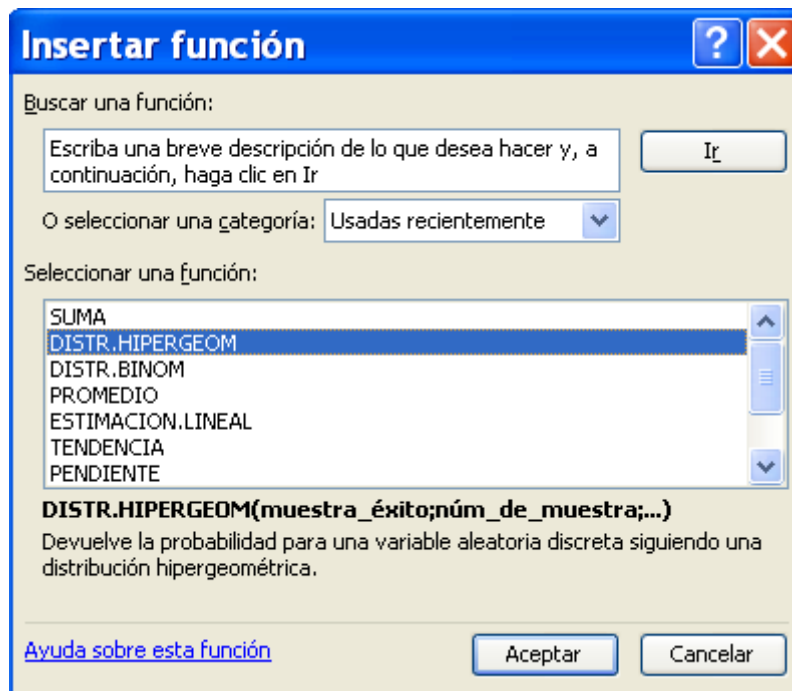 Insertar función
Buscar una función:
Escriba una breve descripción de lo que desea hacer y, a
continuación, haga clic en Ir
Ir
O seleccionar una categoría: Usadas recientemente
Seleccionar una función:
SUMA
DISTR.HIPERGEOM
DISTR.BINOM
PROMEDIO
ESTIMACION.LINEAL
TENDENCIA
PENDIENTE
DISTR.HIPERGEOM(muestra_éxito;núm_de_muestra;...)
Devuelve la probabilidad para una variable aleatoria discreta siguiendo una
distribución hipergeométrica.
Ayuda sobre esta función
Aceptar
Cancelar